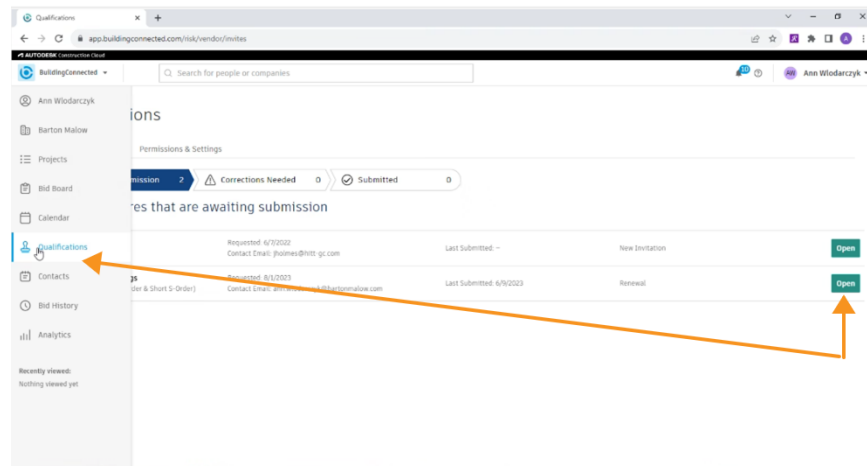 Qualifications
app.buildingconnected.com/risk/vendor/invites
AUTODESK Construction Cloud
BuildingConnected
Search for people or companies
10
AW Ann Wlodarczyk
Ann Wlodarczyk
Barton Malow
Projects
Bid Board
Calendar
Qualifications
Contacts
Bid History
Analytics
Recently viewed:
Nothing viewed yet
ions
Permissions & Settings
mission 2
Corrections Needed 0
Submitted 0
res that are awaiting submission
Requested: 6/7/2022
Contact Email: jholmes@hitt-gc.com
Last Submitted: --
New Invitation
Open
gs
der & Short S-Order)
Requested: 8/1/2023
Contact Email:
Last Submitted: 6/9/2023
Renewal
Open